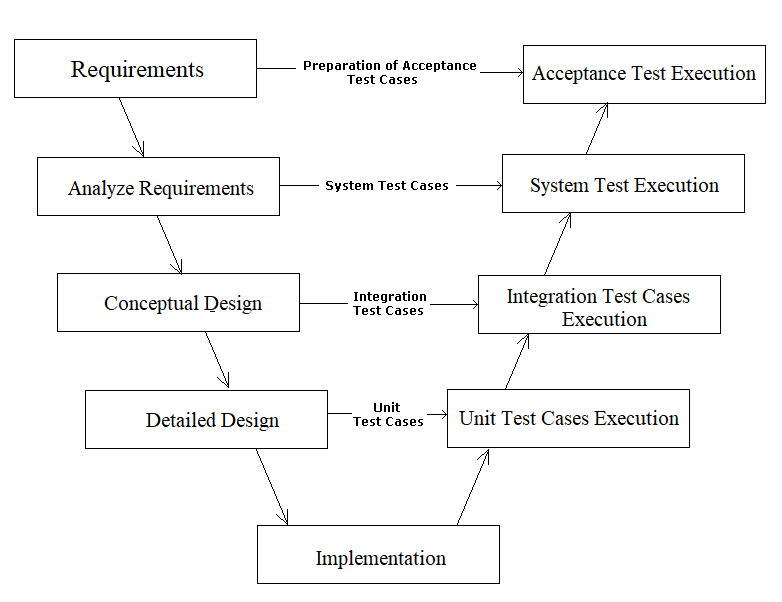 Requirements
Preparation of Acceptance
Test Cases
Acceptance Test Execution
Analyze Requirements
System Test Cases
System Test Execution
Conceptual Design
Integration
Test Cases
Integration Test Cases
Execution
Detailed Design
Unit
Test Cases
Unit Test Cases Execution
Implementation